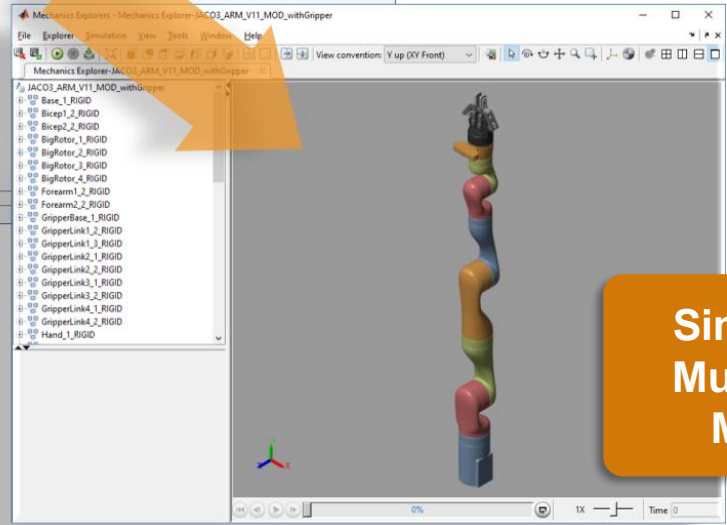 Mechanics Explorers - Mechanics Explorer-JACO3_ARM_V11_MOD_withGripper
File Explorer Simulation View Tools Window Help
View convention: Y up (XY Front)
Mechanics Explorer-JACO3_ARM_V11_MOD_withGripper
JACO3_ARM_V11_MOD_withGripper
Base_1_RIGID
Bicep1_2_RIGID
Bicep2_2_RIGID
BigRotor_1_RIGID
BigRotor_2_RIGID
BigRotor_3_RIGID
BigRotor_4_RIGID
Forearm1_2_RIGID
Forearm2_2_RIGID
GripperBase_1_RIGID
GripperLink1_2_RIGID
GripperLink1_3_RIGID
GripperLink2_1_RIGID
GripperLink2_2_RIGID
GripperLink3_1_RIGID
GripperLink3_2_RIGID
GripperLink4_1_RIGID
GripperLink4_2_RIGID
Hand_1_RIGID
0%
1X
Time 0